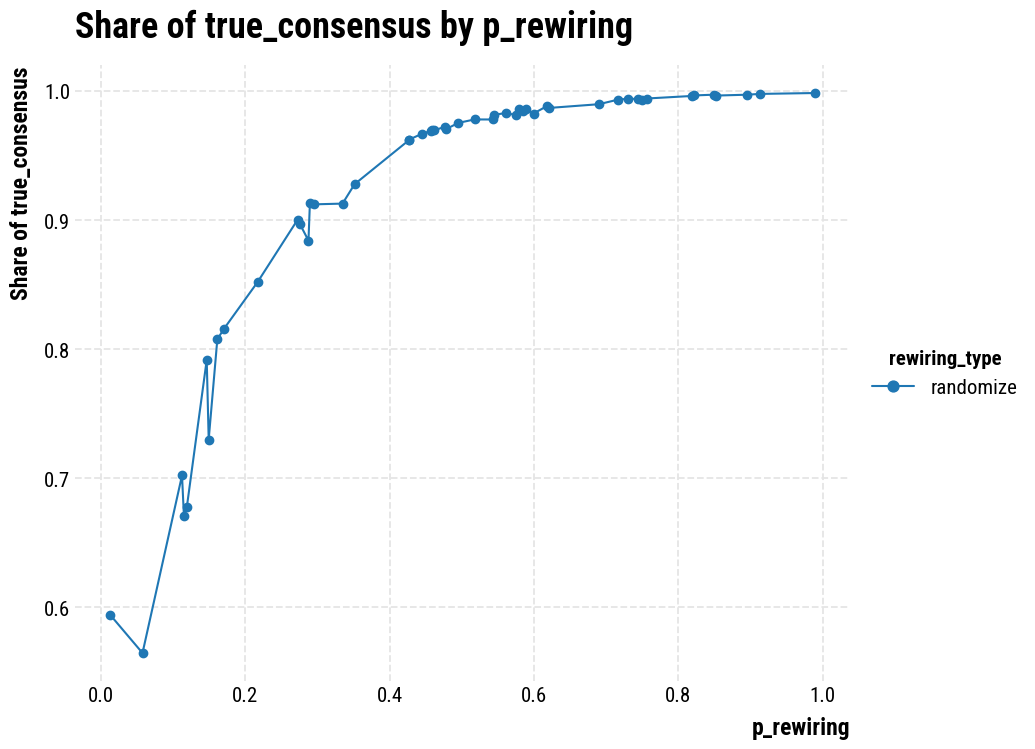 Share of true_consensus by p_rewiring
Share of true_consensus
1.0
0.9
0.8
0.7
0.6
0.0 0.2 0.4 0.6 0.8 1.0
p_rewiring
rewiring_type
randomize